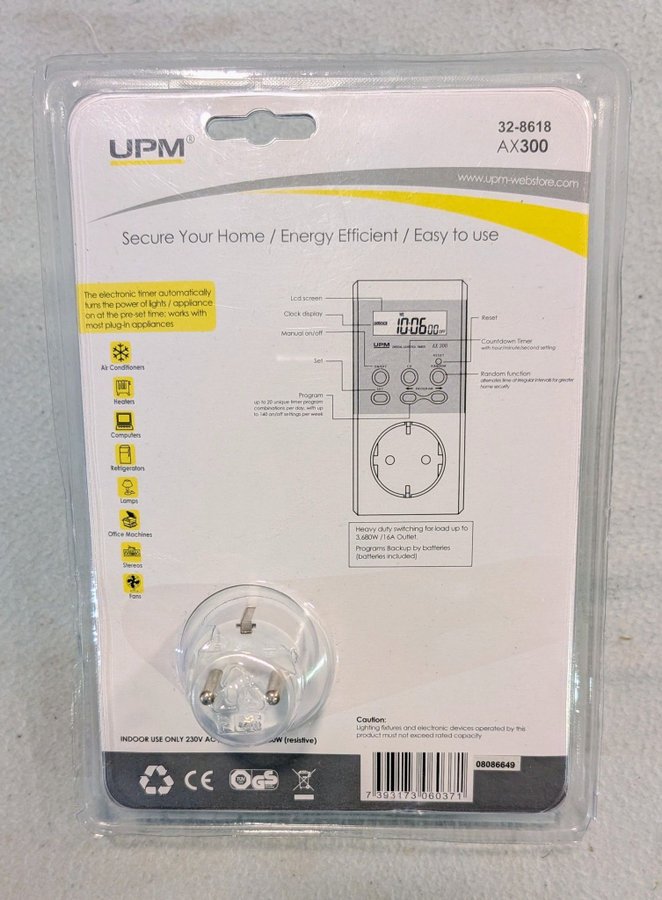 UPM®
32-8618
AX300
www.upm-webstore.com
Secure Your Home / Energy Efficient / Easy to use
The electronic timer automatically
turns the power of lights / appliance
on at the pre-set time; works with
most plug-in appliances
Air Conditioners
Heaters
Computers
Refrigerators
Lamps
Office Machines
Stereos
Fans
Lcd screen
Clock display
Manual on/off
Set
Program
up to 20 unique timer program
combinations per day, with up
to 140 on/off settings per week
10:06 00 OFF
UPM
AX 300
RESET
ON/OFF
RANDOM
PROGRAM
Reset
Countdown Timer
with hour/minute/second setting
Random function
alternates time at irregular intervals for greater
home security
Heavy duty switching for load up to
3.680W /16A Outlet.
Programs Backup by batteries
(batteries included)
INDOOR USE ONLY 230V AC
W (resistive)
Caution:
Lighting fixtures and electronic devices operated by this
product must not exceed rated capacity
CE
GS
7 393173 060371
08086649